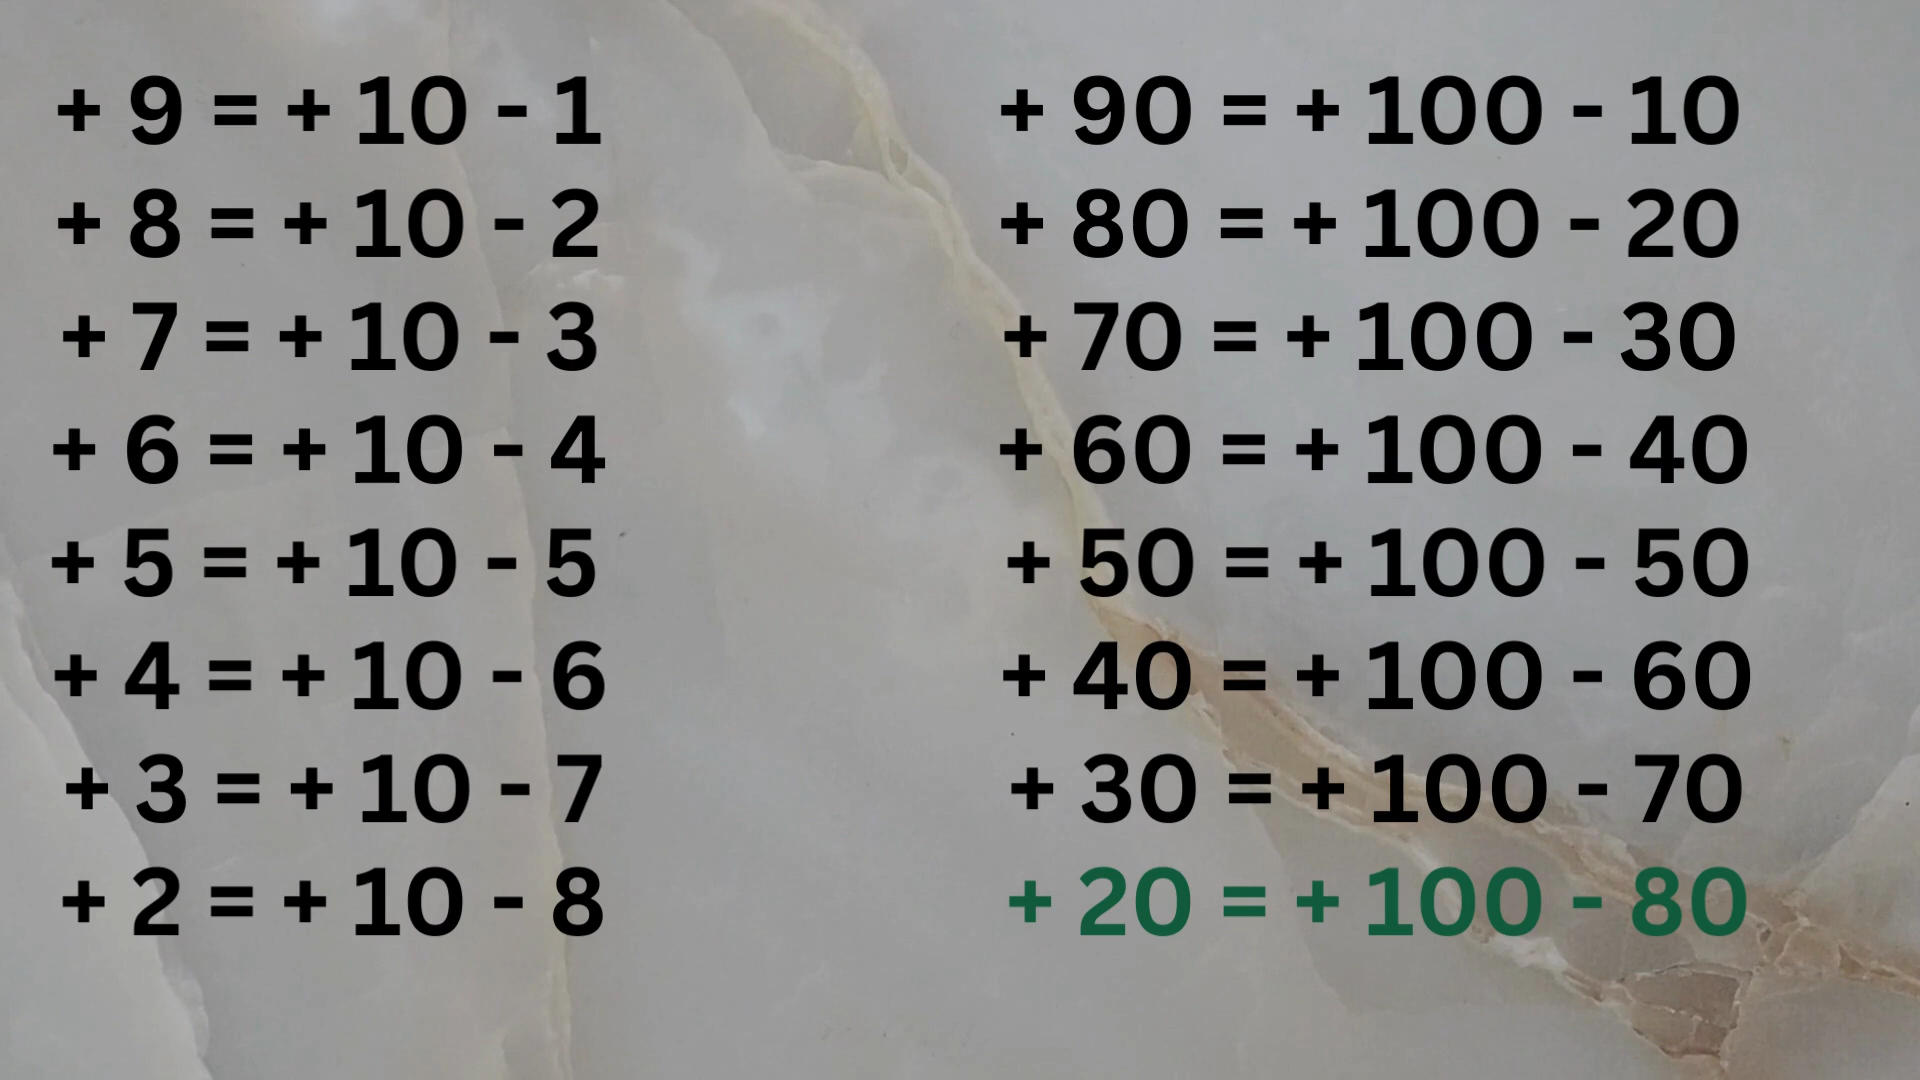 + 9 = + 10 - 1
+ 8 = + 10 - 2
+ 7 = + 10 - 3
+ 6 = + 10 - 4
+ 5 = + 10 - 5
+ 4 = + 10 - 6
+ 3 = + 10 - 7
+ 2 = + 10 - 8
+ 90 = + 100 - 10
+ 80 = + 100 - 20
+ 70 = + 100 - 30
+ 60 = + 100 - 40
+ 50 = + 100 - 50
+ 40 = + 100 - 60
+ 30 = + 100 - 70
+ 20 = + 100 - 80